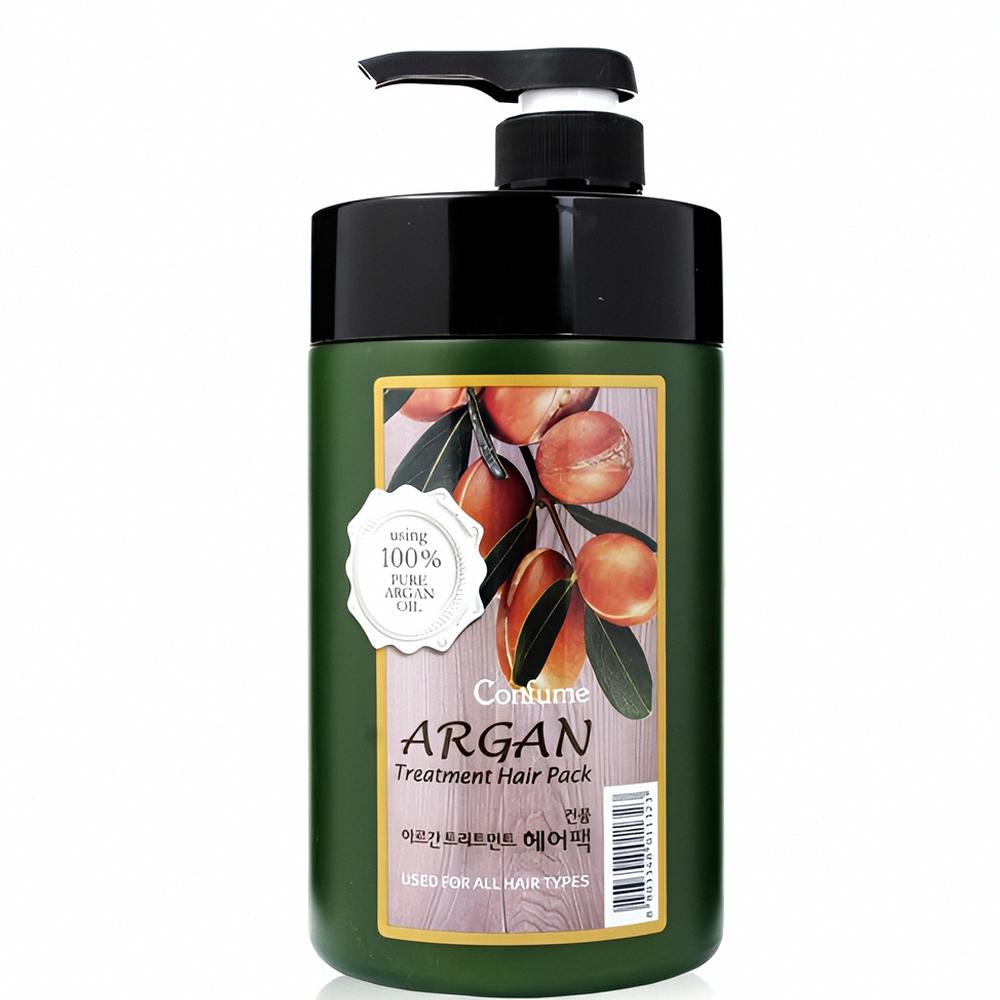 using
100%
PURE
ARGAN
OIL
Confume
ARGAN
Treatment Hair Pack
컨퓸
아르간 트리트먼트 헤어팩
USED FOR ALL HAIR TYPES